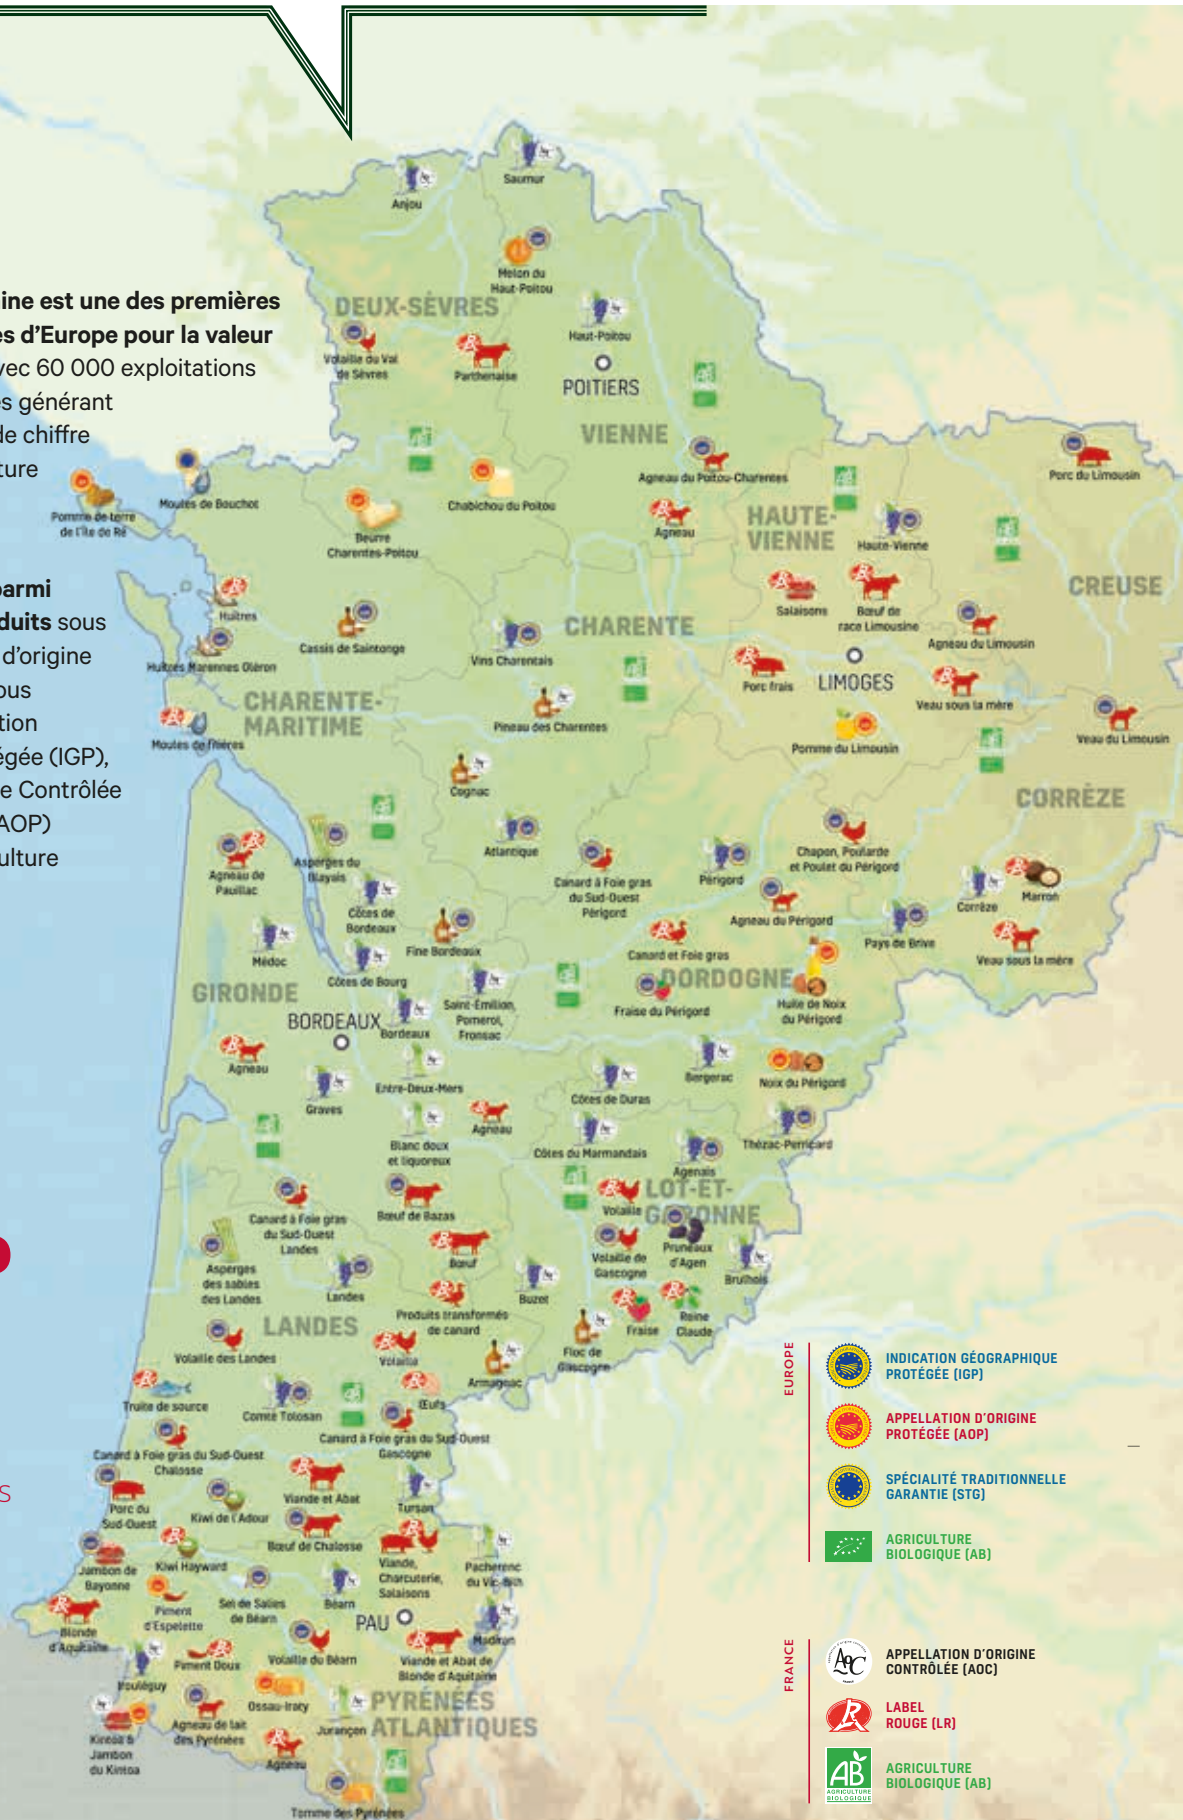 ine est une des premières
es d'Europe pour la valeur
vec 60 000 exploitations
es générant
de chiffre
ture
parmi
duits sous
d'origine
ous
tion
égée (IGP),
e Contrôlée
AOP)
ulture
S
Anjou
Saumur
Melon du
Haut-Poitou
DEUX-SÈVRES
Haut-Poitou
Volaille du Val
de Sèvres
Parthenaise
POITIERS
VIENNE
Agneau du Poitou-Charentes
Porc du Limousin
Moules de Bouchot
Chabichou du Poitou
Pomme de terre
de l'île de Ré
Beurre
Charentes-Poitou
Agneau
HAUTE-
VIENNE
Haute-Vienne
CREUSE
Huîtres
Salaisons
Bœuf de
race Limousine
Cassis de Saintonge
CHARENTE
Agneau du Limousin
Huîtres Marennes Oléron
Vins Charentais
Porc frais
LIMOGES
CHARENTE-
MARITIME
Pineau des Charentes
Veau sous la mère
Moules de filières
Pomme du Limousin
Veau du Limousin
Cognac
CORRÈZE
Asperges du
Blayais
Atlantique
Chapon, Poularde
et Poulet du Périgord
Agneau de
Pauillac
Canard à Foie gras
du Sud-Ouest
Périgord
Périgord
Marron
Corrèze
Côtes de
Bordeaux
Agneau du Périgord
Fine Bordeaux
Pays de Brive
Médoc
Canard et Foie gras
Veau sous la mère
Côtes de Bourg
DORDOGNE
GIRONDE
Saint-Émilion,
Pomerol,
Fronsac
Fraise du Périgord
Huile de Noix
du Périgord
BORDEAUX
Bordeaux
Agneau
Entre-Deux-Mers
Bergerac
Noix du Périgord
Graves
Côtes de Duras
Agneau
Blanc doux
et liquoreux
Côtes du Marmandais
Thézac-Perricard
Agenais
LOT-ET-
GARONNE
Canard à Foie gras
du Sud-Ouest
Landes
Bœuf de Bazas
Volaille
Asperges
des sables
des Landes
Bœuf
Volaille de
Gascogne
Pruneaux
d'Agen
Brulhois
Landes
Buzet
Produits transformés
de canard
LANDES
Fraise
Reine
Claude
Volaille des Landes
Volaille
Floc de
Gascogne
Armagnac
Truite de source
Comté Tolosan
Œufs
Canard à Foie gras du Sud-Ouest
Gascogne
Canard à Foie gras du Sud-Ouest
Chalosse
Porc du
Sud-Ouest
Kiwi de l'Adour
Viande et Abat
Tursan
Bœuf de Chalosse
Jambon de
Bayonne
Kiwi Hayward
Viande,
Charcuterie,
Salaisons
Pacherenc
du Vic-Bilh
Piment
d'Espelette
Sel de Salies
de Béarn
Béarn
PAU
Blonde
d'Aquitaine
Madiran
Irouléguy
Piment Doux
Volaille du Béarn
Viande et Abat de
Blonde d'Aquitaine
Ossau-Iraty
PYRÉNÉES
ATLANTIQUES
Kintoa &
Jambon
du Kintoa
Agneau de lait
des Pyrénées
Jurançon
Agneau
Tomme des Pyrénées
EUROPE
INDICATION GÉOGRAPHIQUE
PROTÉGÉE (IGP)
APPELLATION D'ORIGINE
PROTÉGÉE (AOP)
SPÉCIALITÉ TRADITIONNELLE
GARANTIE (STG)
AGRICULTURE
BIOLOGIQUE (AB)
FRANCE
AOC
APPELLATION D'ORIGINE
CONTRÔLÉE (AOC)
LABEL
ROUGE (LR)
AB
AGRICULTURE
BIOLOGIQUE
AGRICULTURE
BIOLOGIQUE (AB)